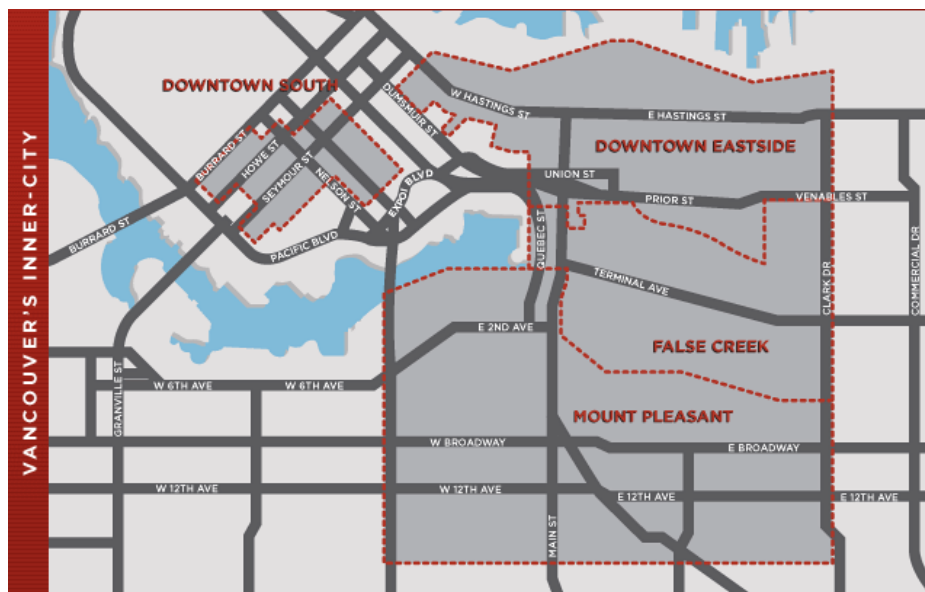 VANCOUVER'S INNER-CITY
DOWNTOWN SOUTH
DUMSMUIR ST
W HASTINGS ST
E HASTINGS ST
BURRARD ST
HOWE ST
SEYMOUR ST
NELSON ST
EXPOI BLVD
DOWNTOWN EASTSIDE
UNION ST
PRIOR ST
VENABLES ST
BURRARD ST
PACIFIC BLVD
QUEBEC ST
TERMINAL AVE
CLARK DR
COMMERCIAL DR
E 2ND AVE
FALSE CREEK
GRANVILLE ST
W 6TH AVE
W 6TH AVE
MOUNT PLEASANT
W BROADWAY
E BROADWAY
W 12TH AVE
W 12TH AVE
E 12TH AVE
E 12TH AVE
MAIN ST